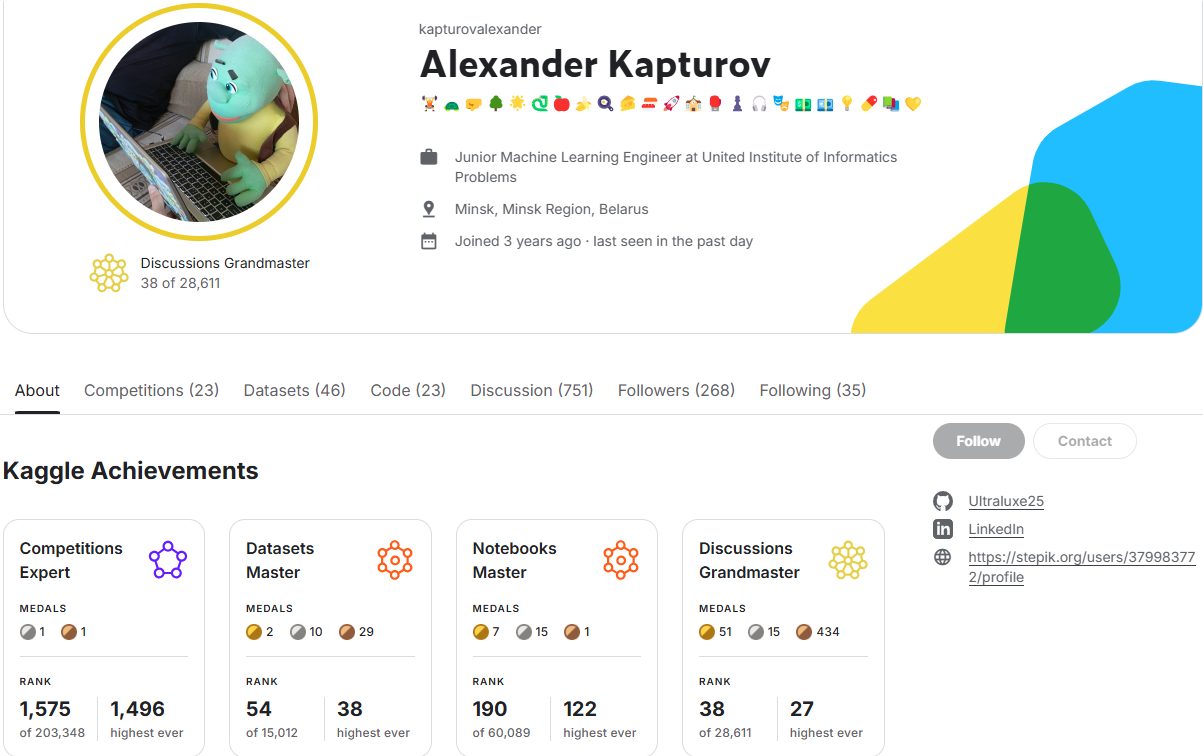 kapturovalexander
Alexander Kapturov
🏋️🐢🤛🌳🌟🐉🍎🍌🍳🧀🍣🚀🏫🥊♟️🎧🎭💵💶💡💊📚💛
Junior Machine Learning Engineer at United Institute of Informatics
Problems
Minsk, Minsk Region, Belarus
Joined 3 years ago · last seen in the past day
Discussions Grandmaster
38 of 28,611
About Competitions (23) Datasets (46) Code (23) Discussion (751) Followers (268) Following (35)
Follow Contact
Kaggle Achievements
Ultraluxe25
LinkedIn
https://stepik.org/users/37998377
2/profile
Competitions
Expert
MEDALS
1 1
RANK
1,575 1,496
of 203,348 highest ever
Datasets
Master
MEDALS
2 10 29
RANK
54 38
of 15,012 highest ever
Notebooks
Master
MEDALS
7 15 1
RANK
190 122
of 60,089 highest ever
Discussions
Grandmaster
MEDALS
51 15 434
RANK
38 27
of 28,611 highest ever